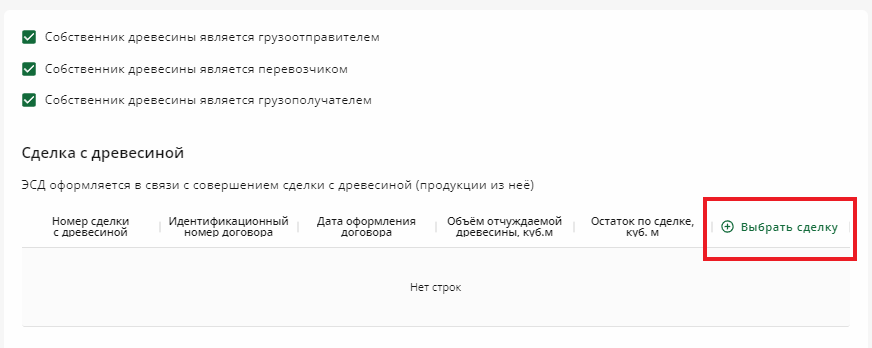 Собственник древесины является грузоотправителем
Собственник древесины является перевозчиком
Собственник древесины является грузополучателем
Сделка с древесиной
ЭСД оформляется в связи с совершением сделки с древесиной (продукции из неё)
Номер сделки
с древесиной
Идентификационный
номер договора
Дата оформления
договора
Объём отчуждаемой
древесины, куб.м
Остаток по сделке,
куб. м
Выбрать сделку
Нет строк